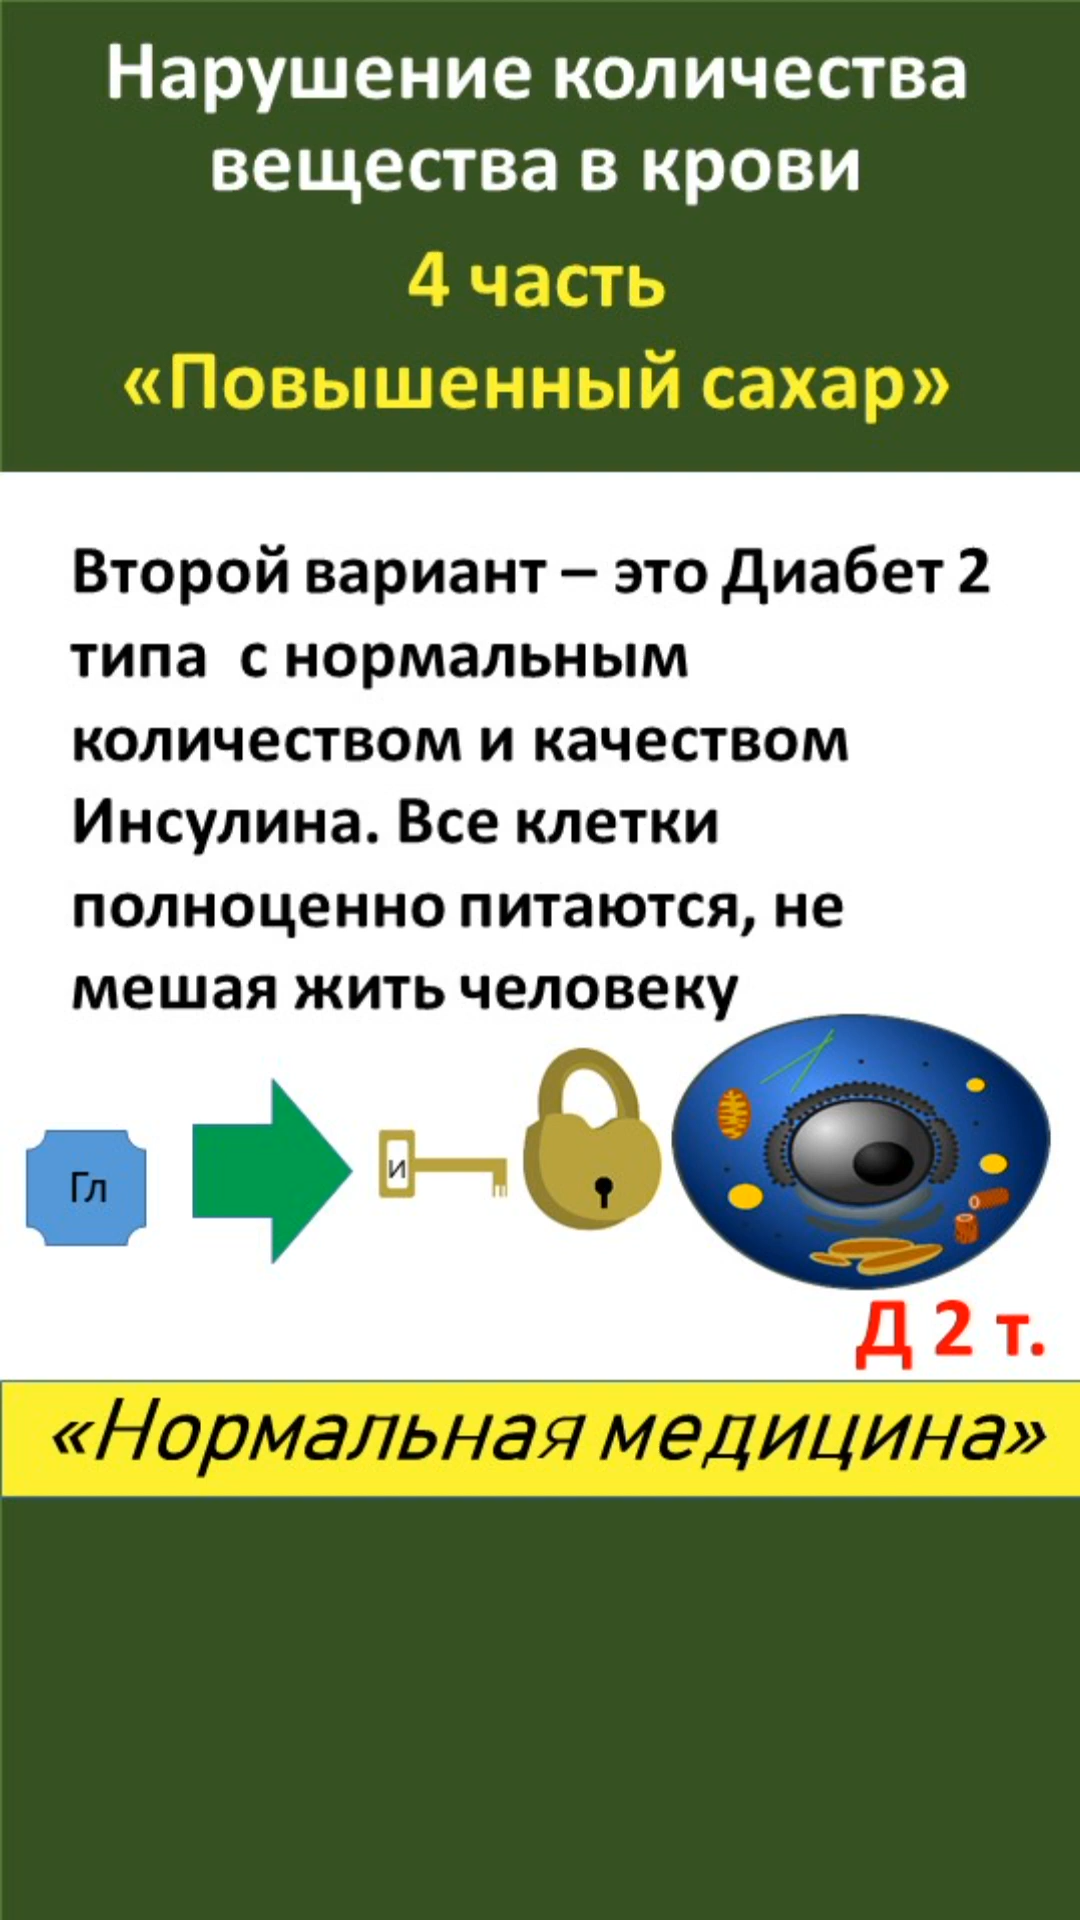 Нарушение количества
вещества в крови
4 часть
«Повышенный сахар»
Второй вариант – это Диабет 2
типа с нормальным
количеством и качеством
Инсулина. Все клетки
полноценно питаются, не
мешая жить человеку
Гл
И
Д 2 т.
«Нормальная медицина»